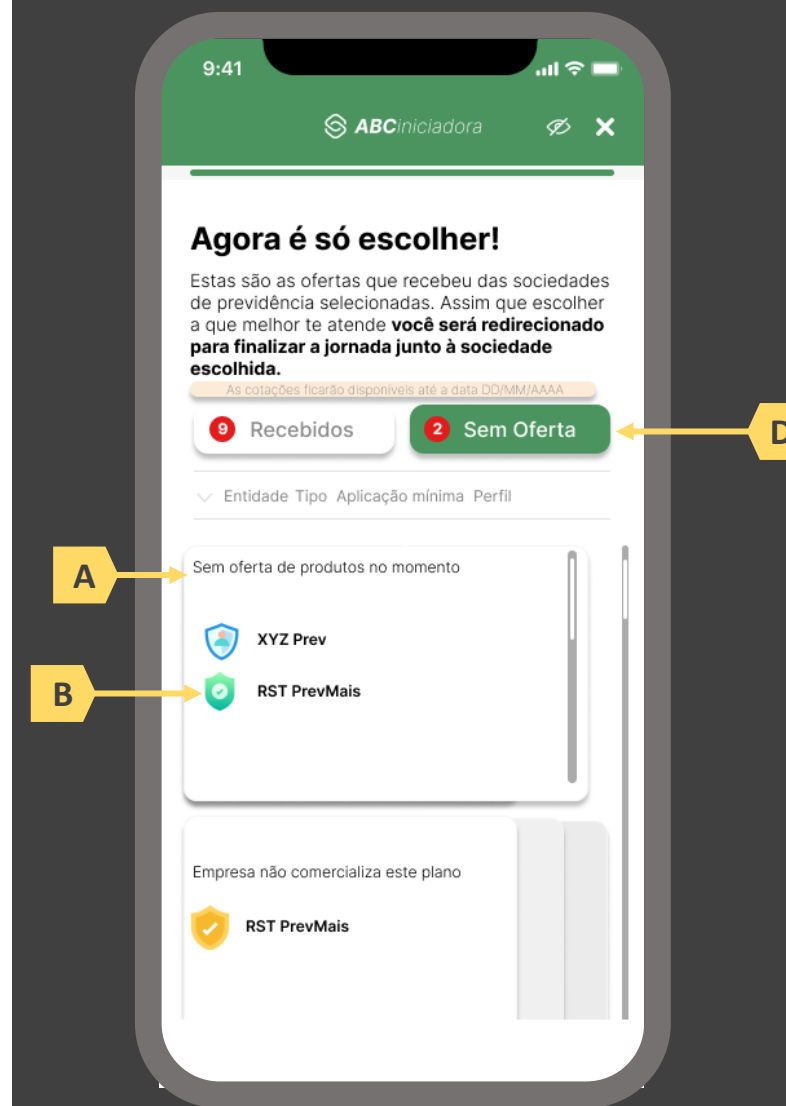 9:41
ABCiniciadora
Agora é só escolher!
Estas são as ofertas que recebeu das sociedades
de previdência selecionadas. Assim que escolher
a que melhor te atende você será redirecionado
para finalizar a jornada junto à sociedade
escolhida.
As cotações ficarão disponíveis até a data DD/MM/AAAA
9 Recebidos 2 Sem Oferta
D
Entidade Tipo Aplicação mínima Perfil
A
Sem oferta de produtos no momento
XYZ Prev
B
RST PrevMais
Empresa não comercializa este plano
RST PrevMais